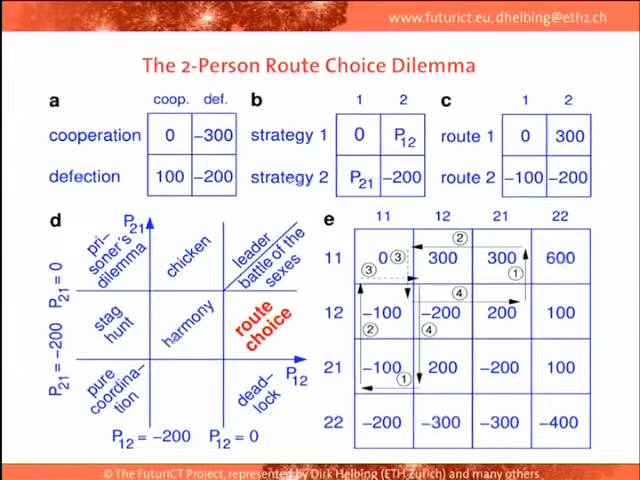 www.futurict.eu, dhelbing@ethz.ch
The 2-Person Route Choice Dilemma
a
coop. def.
cooperation 0 −300
defection 100 −200
b
1 2
strategy 1 0 P12
strategy 2 P21 −200
c
1 2
route 1 0 300
route 2 −100 −200
d
P21
pri-
soner's
dilemma
chicken
leader
battle of the
sexes
P21 = 0
stag
hunt
harmony
route
choice
P21 = −200
P12
pure
coordina-
tion
dead-
lock
P12 = −200 P12 = 0
e
11 12 21 22
11 0 300 300 600
12 −100 −200 200 100
21 −100 200 −200 100
22 −200 −300 −300 −400
② ③ ③ ① ④ ② ④ ①
© The FuturICT Project, represented by Dirk Helbing (ETH Zurich) and many others